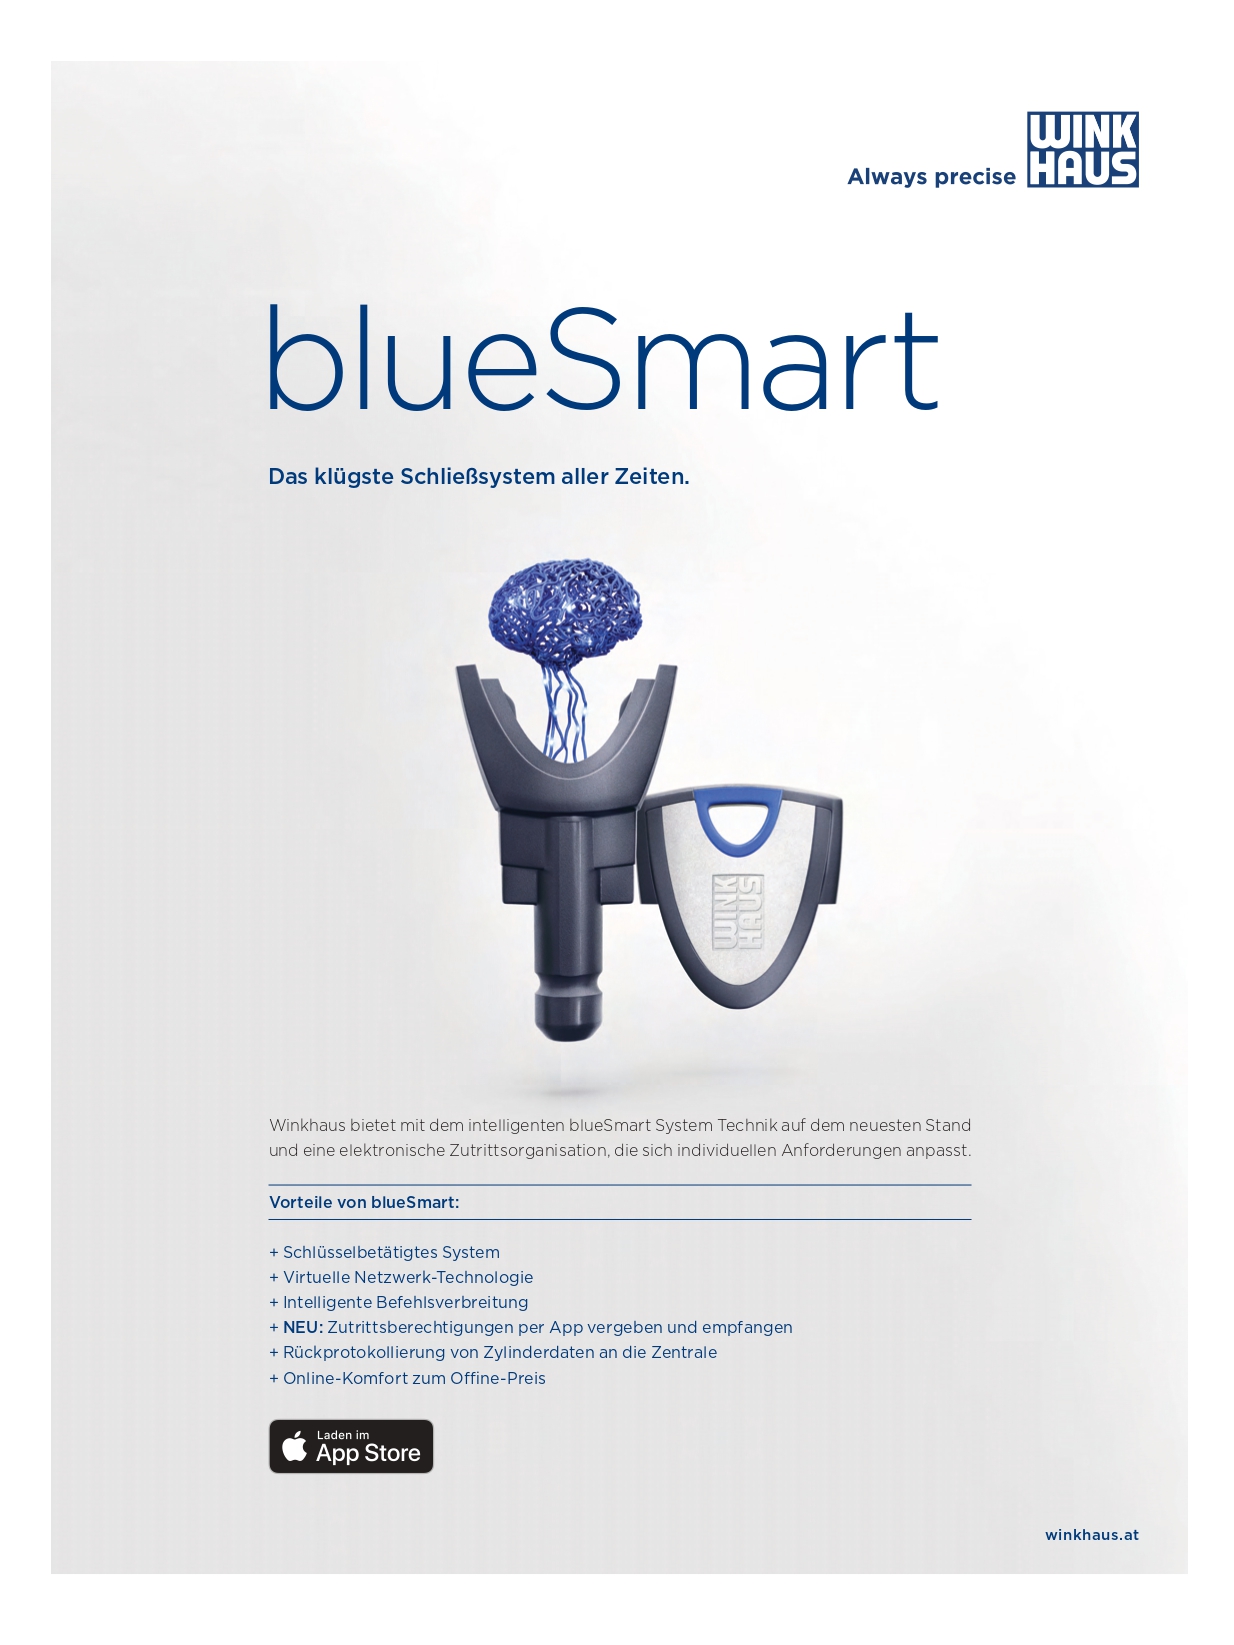 Always precise
WINK
HAUS
blueSmart
Das klügste Schließsystem aller Zeiten.
WINK
HAUS
Winkhaus bietet mit dem intelligenten blueSmart System Technik auf dem neuesten Stand
und eine elektronische Zutrittsorganisation, die sich individuellen Anforderungen anpasst.
Vorteile von blueSmart:
+ Schlüsselbetätigtes System
+ Virtuelle Netzwerk-Technologie
+ Intelligente Befehlsverbreitung
+ NEU: Zutrittsberechtigungen per App vergeben und empfangen
+ Rückprotokollierung von Zylinderdaten an die Zentrale
+ Online-Komfort zum Offine-Preis
Laden im
App Store
winkhaus.at